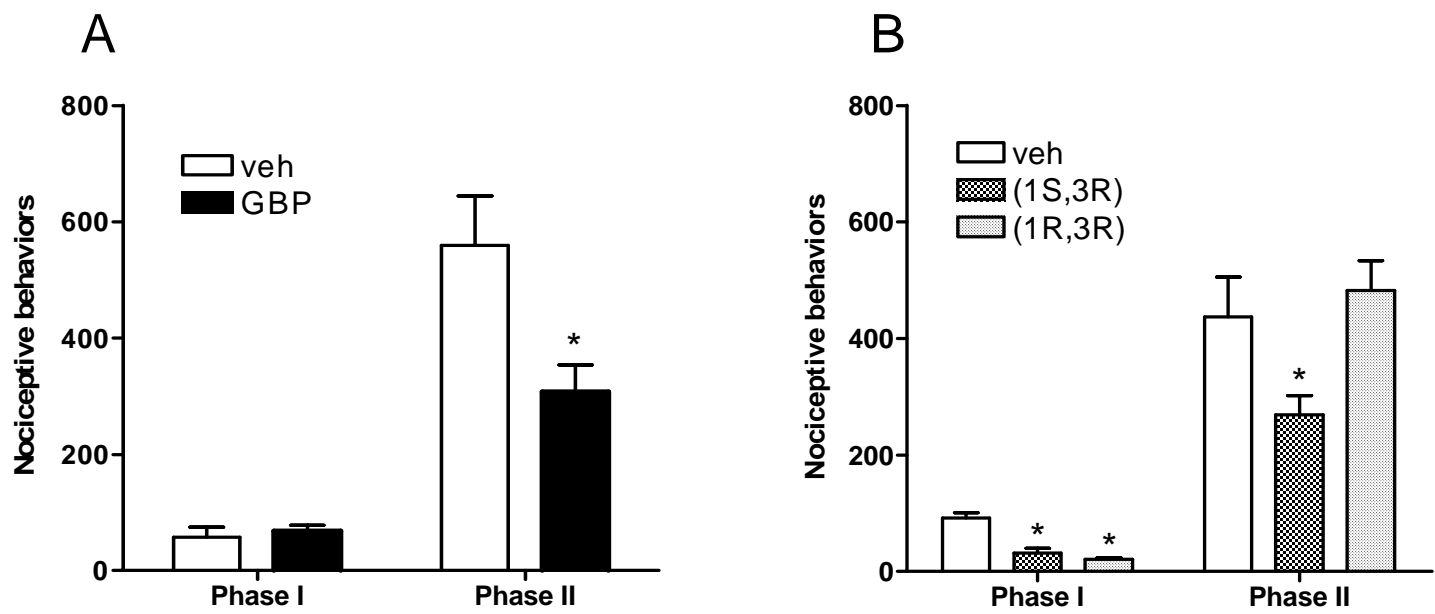 A
800
600
400
200
0
Nociceptive behaviors
veh
GBP
*
Phase I
Phase II
B
800
600
400
200
0
Nociceptive behaviors
veh
(1S,3R)
(1R,3R)
*
*
*
Phase I
Phase II